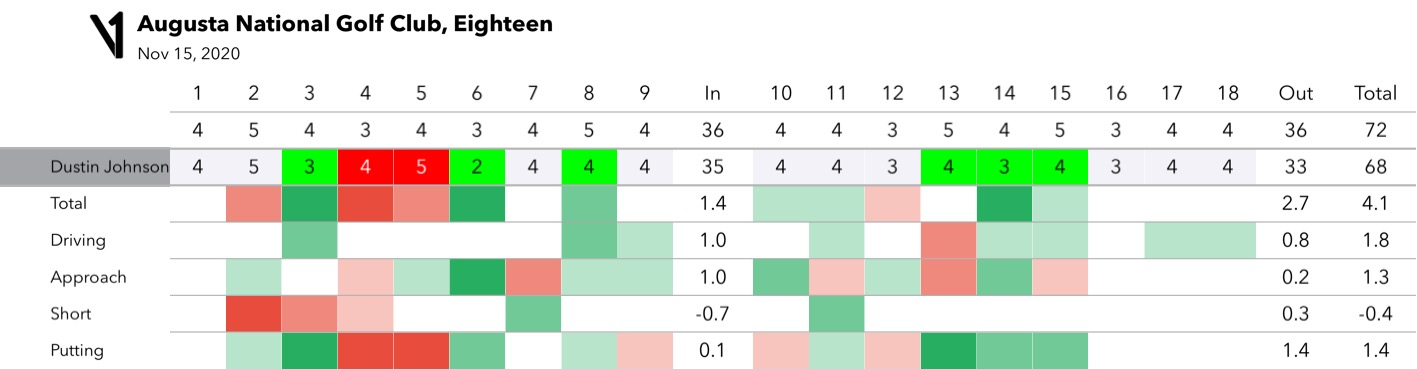 V1 Augusta National Golf Club, Eighteen
Nov 15, 2020
1 2 3 4 5 6 7 8 9 In 10 11 12 13 14 15 16 17 18 Out Total
4 5 4 3 4 3 4 5 4 36 4 4 3 5 4 5 3 4 4 36 72
Dustin Johnson 4 5 3 4 5 2 4 4 4 35 4 4 3 4 3 4 3 4 4 33 68
Total 1.4 2.7 4.1
Driving 1.0 0.8 1.8
Approach 1.0 0.2 1.3
Short -0.7 0.3 -0.4
Putting 0.1 1.4 1.4